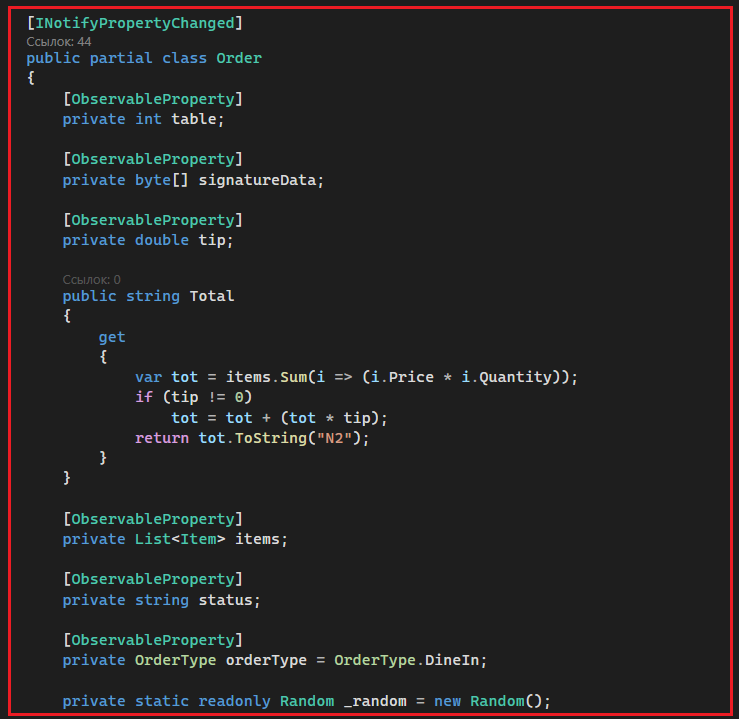 [INotifyPropertyChanged]
Ссылок: 44
public partial class Order
{
[ObservableProperty]
private int table;
[ObservableProperty]
private byte[] signatureData;
[ObservableProperty]
private double tip;
Ссылок: 0
public string Total
{
get
{
var tot = items.Sum(i => (i.Price * i.Quantity));
if (tip != 0)
tot = tot + (tot * tip);
return tot.ToString("N2");
}
}
[ObservableProperty]
private List<Item> items;
[ObservableProperty]
private string status;
[ObservableProperty]
private OrderType orderType = OrderType.DineIn;
private static readonly Random _random = new Random();